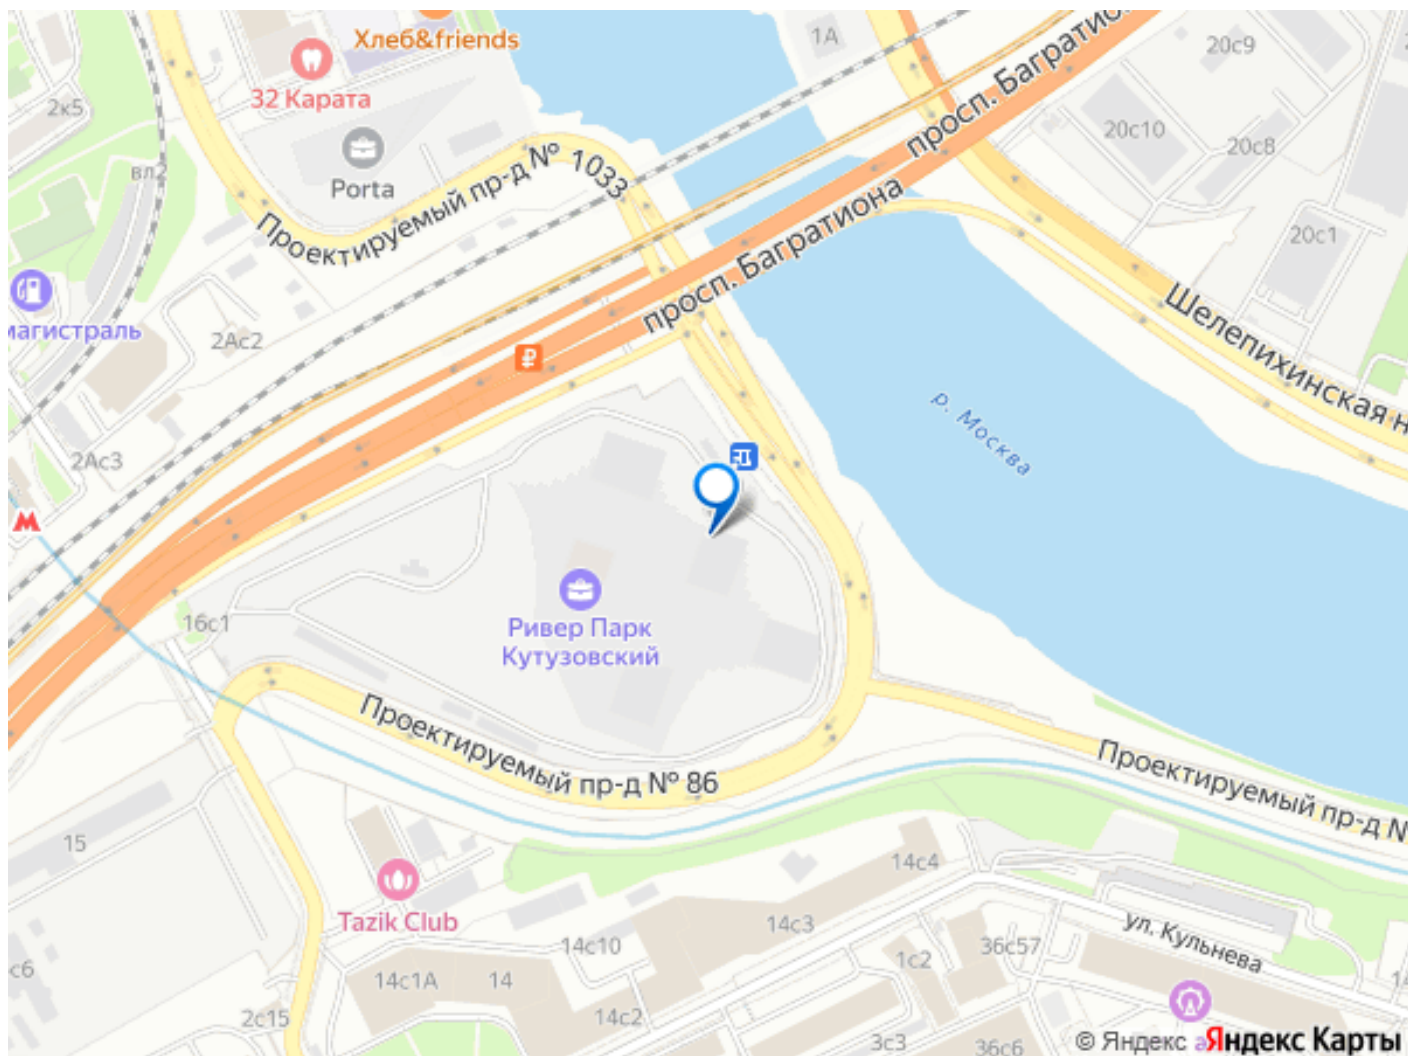 Хлеб&friends
1А
20с9
32 Карата
2к5
просп. Баграти
20с10
20с8
Porta
вл2
Проектируемый пр-д № 1033
просп. Багратиона
20с1
магистраль
2Ас2
Шелепихинская н
₽
р. Москва
2Ас3
М
Ривер Парк
Кутузовский
16с1
Проектируемый пр-д № 86
Проектируемый пр-д №
15
14с4
Tazik Club
14с3
ул. Кульнева
14с10
36с57
1с2
14с1А
14
2с15
14с2
3с3
36с6
© Яндекс
Яндекс Карты